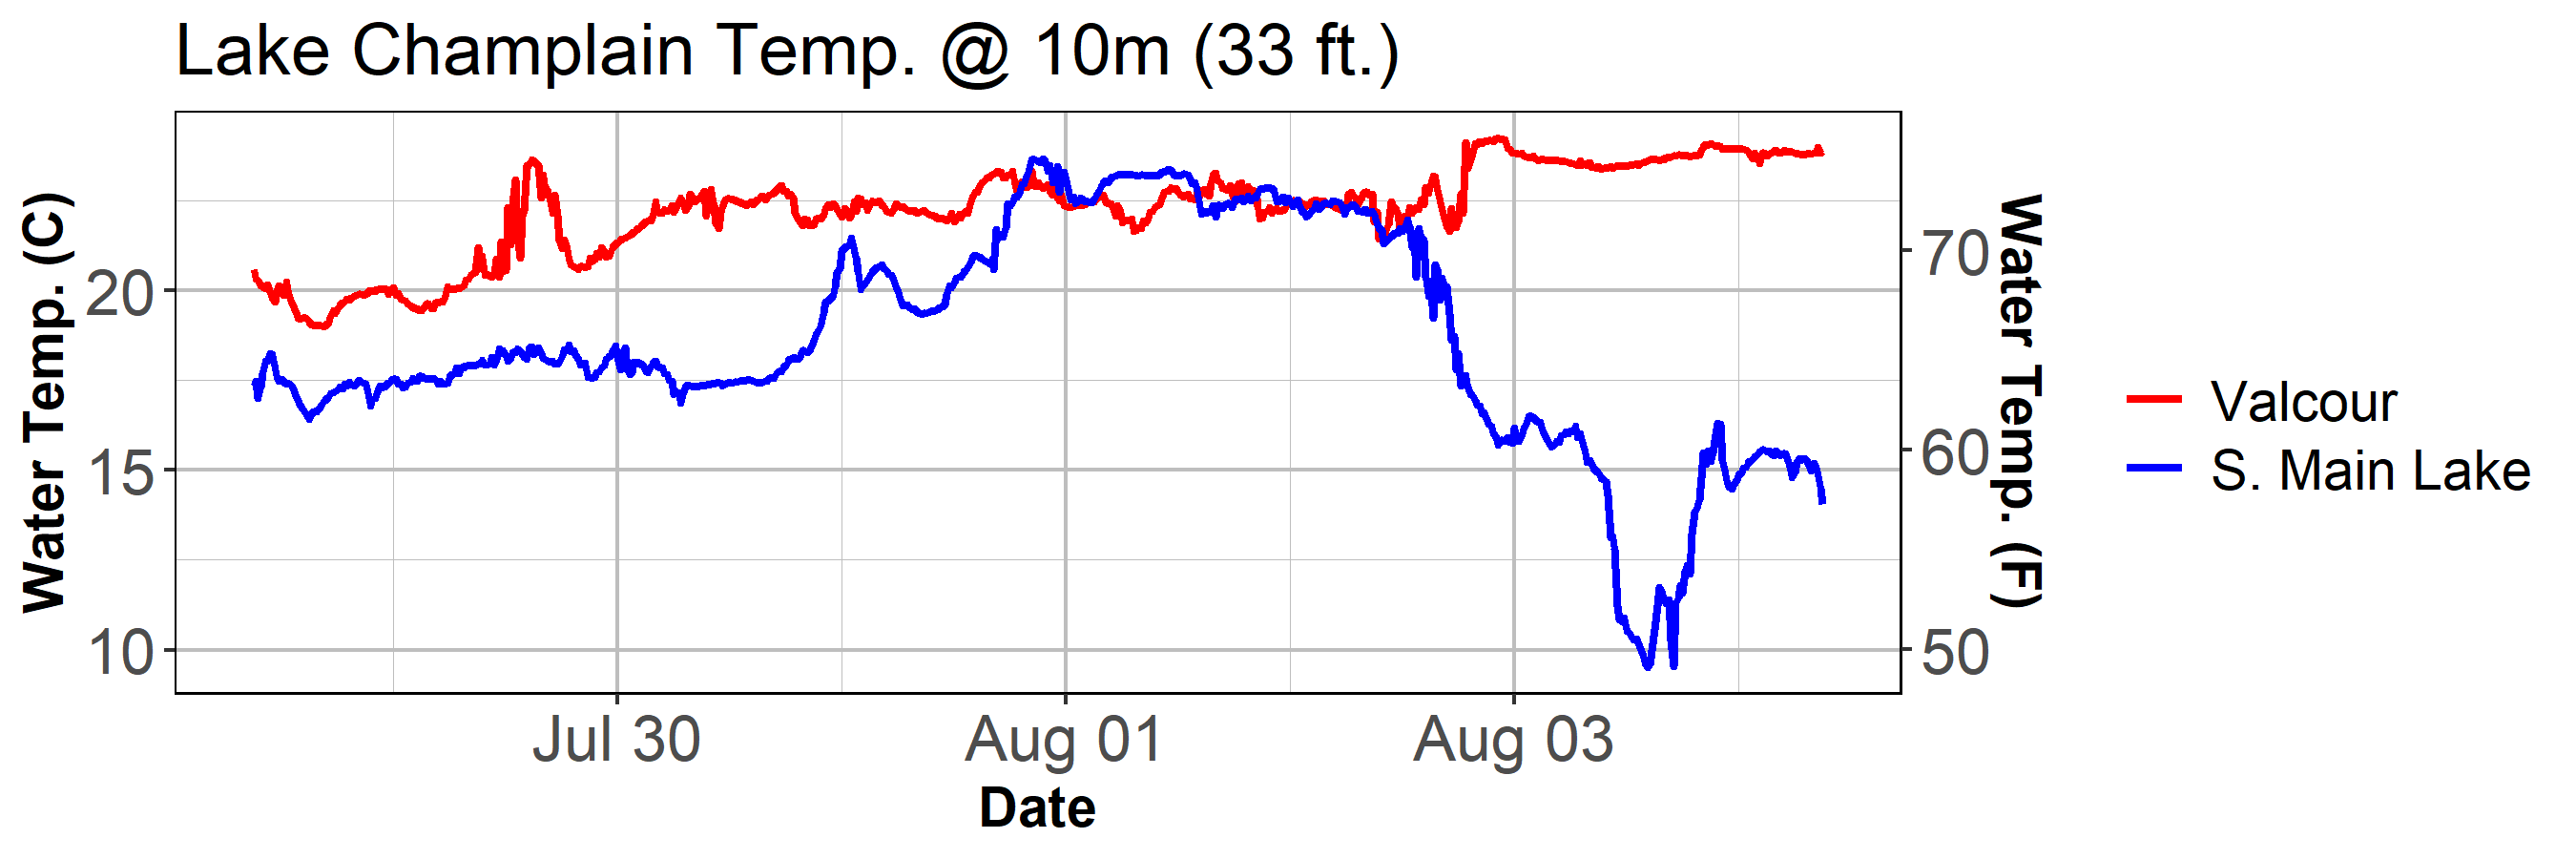 Lake Champlain Temp. @ 10m (33 ft.)
Water Temp. (C)
20
15
10
70
60
50
Water Temp. (F)
Jul 30
Aug 01
Aug 03
Date
Valcour
S. Main Lake